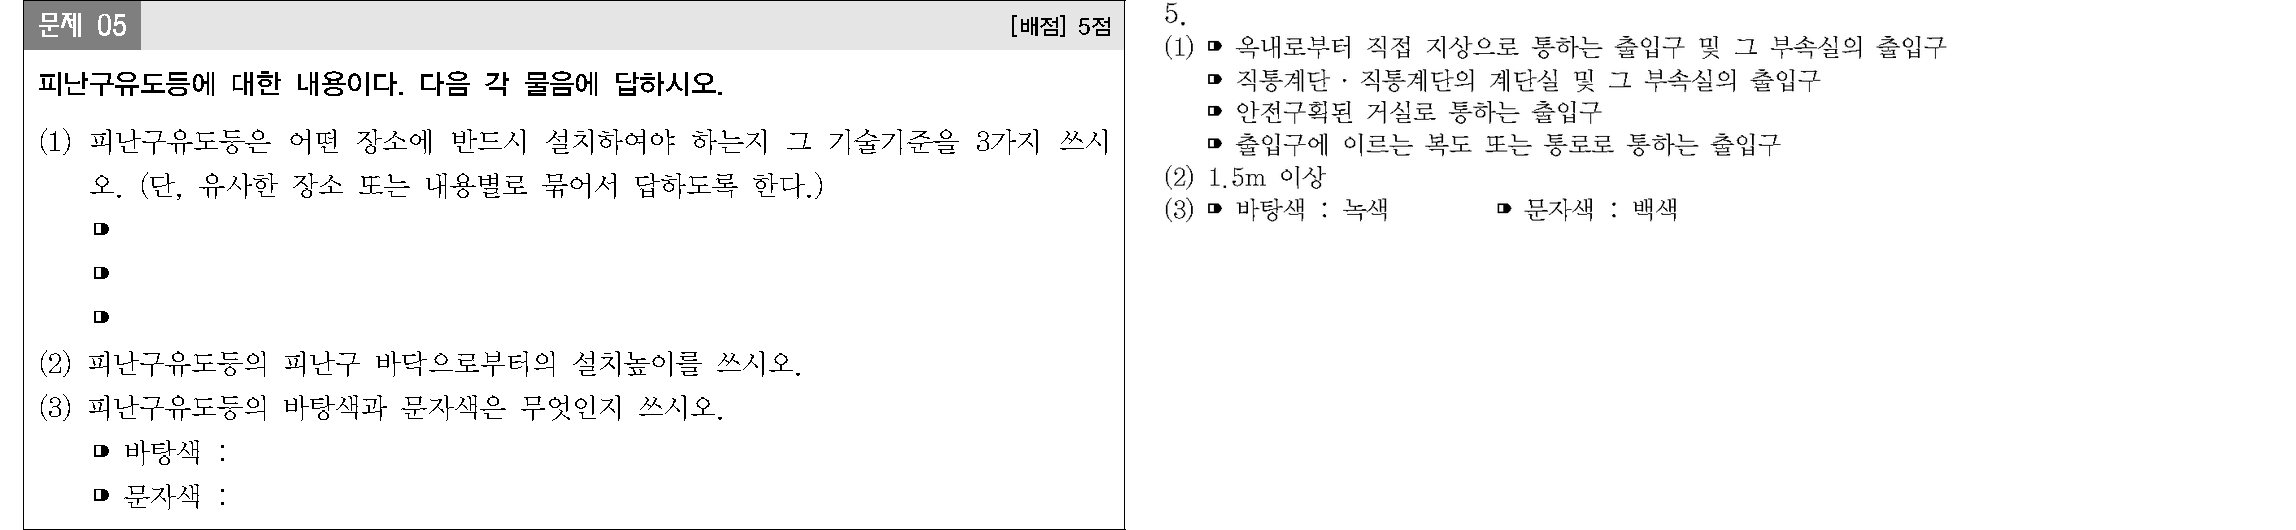 문제 05
[배점] 5점
피난구유도등에 대한 내용이다. 다음 각 물음에 답하시오.
(1) 피난구유도등은 어떤 장소에 반드시 설치하여야 하는지 그 기술기준을 3가지 쓰시
오. (단, 유사한 장소 또는 내용별로 묶어서 답하도록 한다.)
(2) 피난구유도등의 피난구 바닥으로부터의 설치높이를 쓰시오.
(3) 피난구유도등의 바탕색과 문자색은 무엇인지 쓰시오.
바탕색 :
문자색 :
5.
(1) 옥내로부터 직접 지상으로 통하는 출입구 및 그 부속실의 출입구
직통계단 · 직통계단의 계단실 및 그 부속실의 출입구
안전구획된 거실로 통하는 출입구
출입구에 이르는 복도 또는 통로로 통하는 출입구
(2) 1.5m 이상
(3) 바탕색 : 녹색 문자색 : 백색